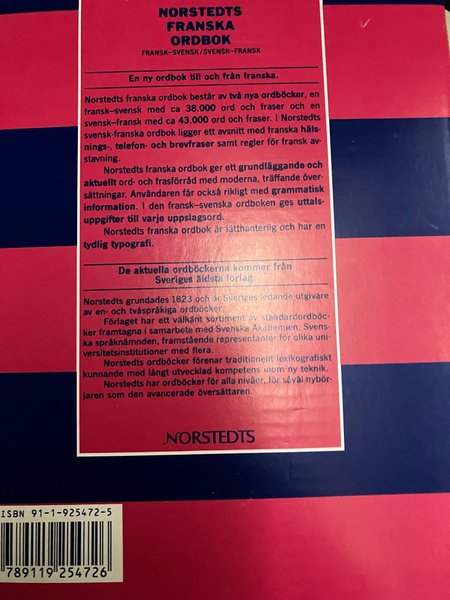 NORSTEDTS
FRANSKA
ORDBOK
FRANSK–SVENSK/SVENSK–FRANSK
En ny ordbok till och från franska.
Norstedts franska ordbok består av två nya ordböcker, en
fransk–svensk med ca 38.000 ord och fraser och en
svensk–fransk med ca 43.000 ord och fraser. I Norstedts
svensk-franska ordbok ligger ett avsnitt med franska häls-
nings-, telefon- och brevfraser samt regler för fransk av-
stavning.
Norstedts franska ordbok ger ett grundläggande och
aktuellt ord- och frasförråd med moderna, träffande över-
sättningar. Användaren får också rikligt med grammatisk
information. I den fransk–svenska ordboken ges uttals-
uppgifter till varje uppslagsord.
Norstedts franska ordbok är lätthanterlig och har en
tydlig typografi.
De aktuella ordböckerna kommer från
Sveriges äldsta förlag.
Norstedts grundades 1823 och är Sveriges ledande utgivare
av en- och tvåspråkiga ordböcker.
Förlaget har ett välkänt sortiment av standardordböc-
ker framtagna i samarbete med Svenska Akademien, Svens-
ka språknämnden, framstående representanter för olika uni-
versitetsinstitutioner med flera.
Norstedts ordböcker förenar traditionellt lexikografiskt
kunnande med långt utvecklad kompetens inom ny teknik.
Norstedts har ordböcker för alla nivåer, för såväl nybör-
jaren som den avancerade översättaren.
NORSTEDTS
ISBN 91-1-925472-5
789119 254726